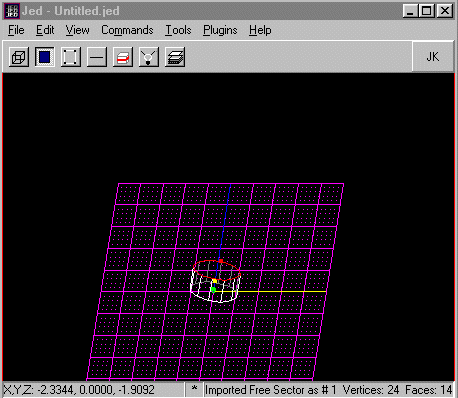 Jed - Untitled.jed
File Edit View Commands Tools Plugins Help
JK
X,Y,Z: -2.3344, 0.0000, -1.9092 * Imported Free Sector as # 1 Vertices: 24 Faces: 14